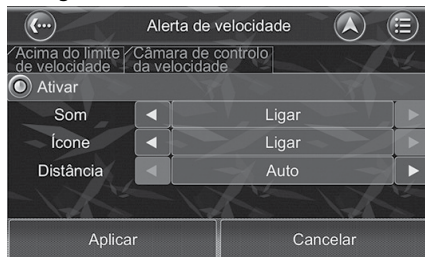 Alerta de velocidade
Acima do limite
de velocidade
Câmara de controlo
da velocidade
Ativar
Som
Ligar
Ícone
Ligar
Distância
Auto
Aplicar
Cancelar